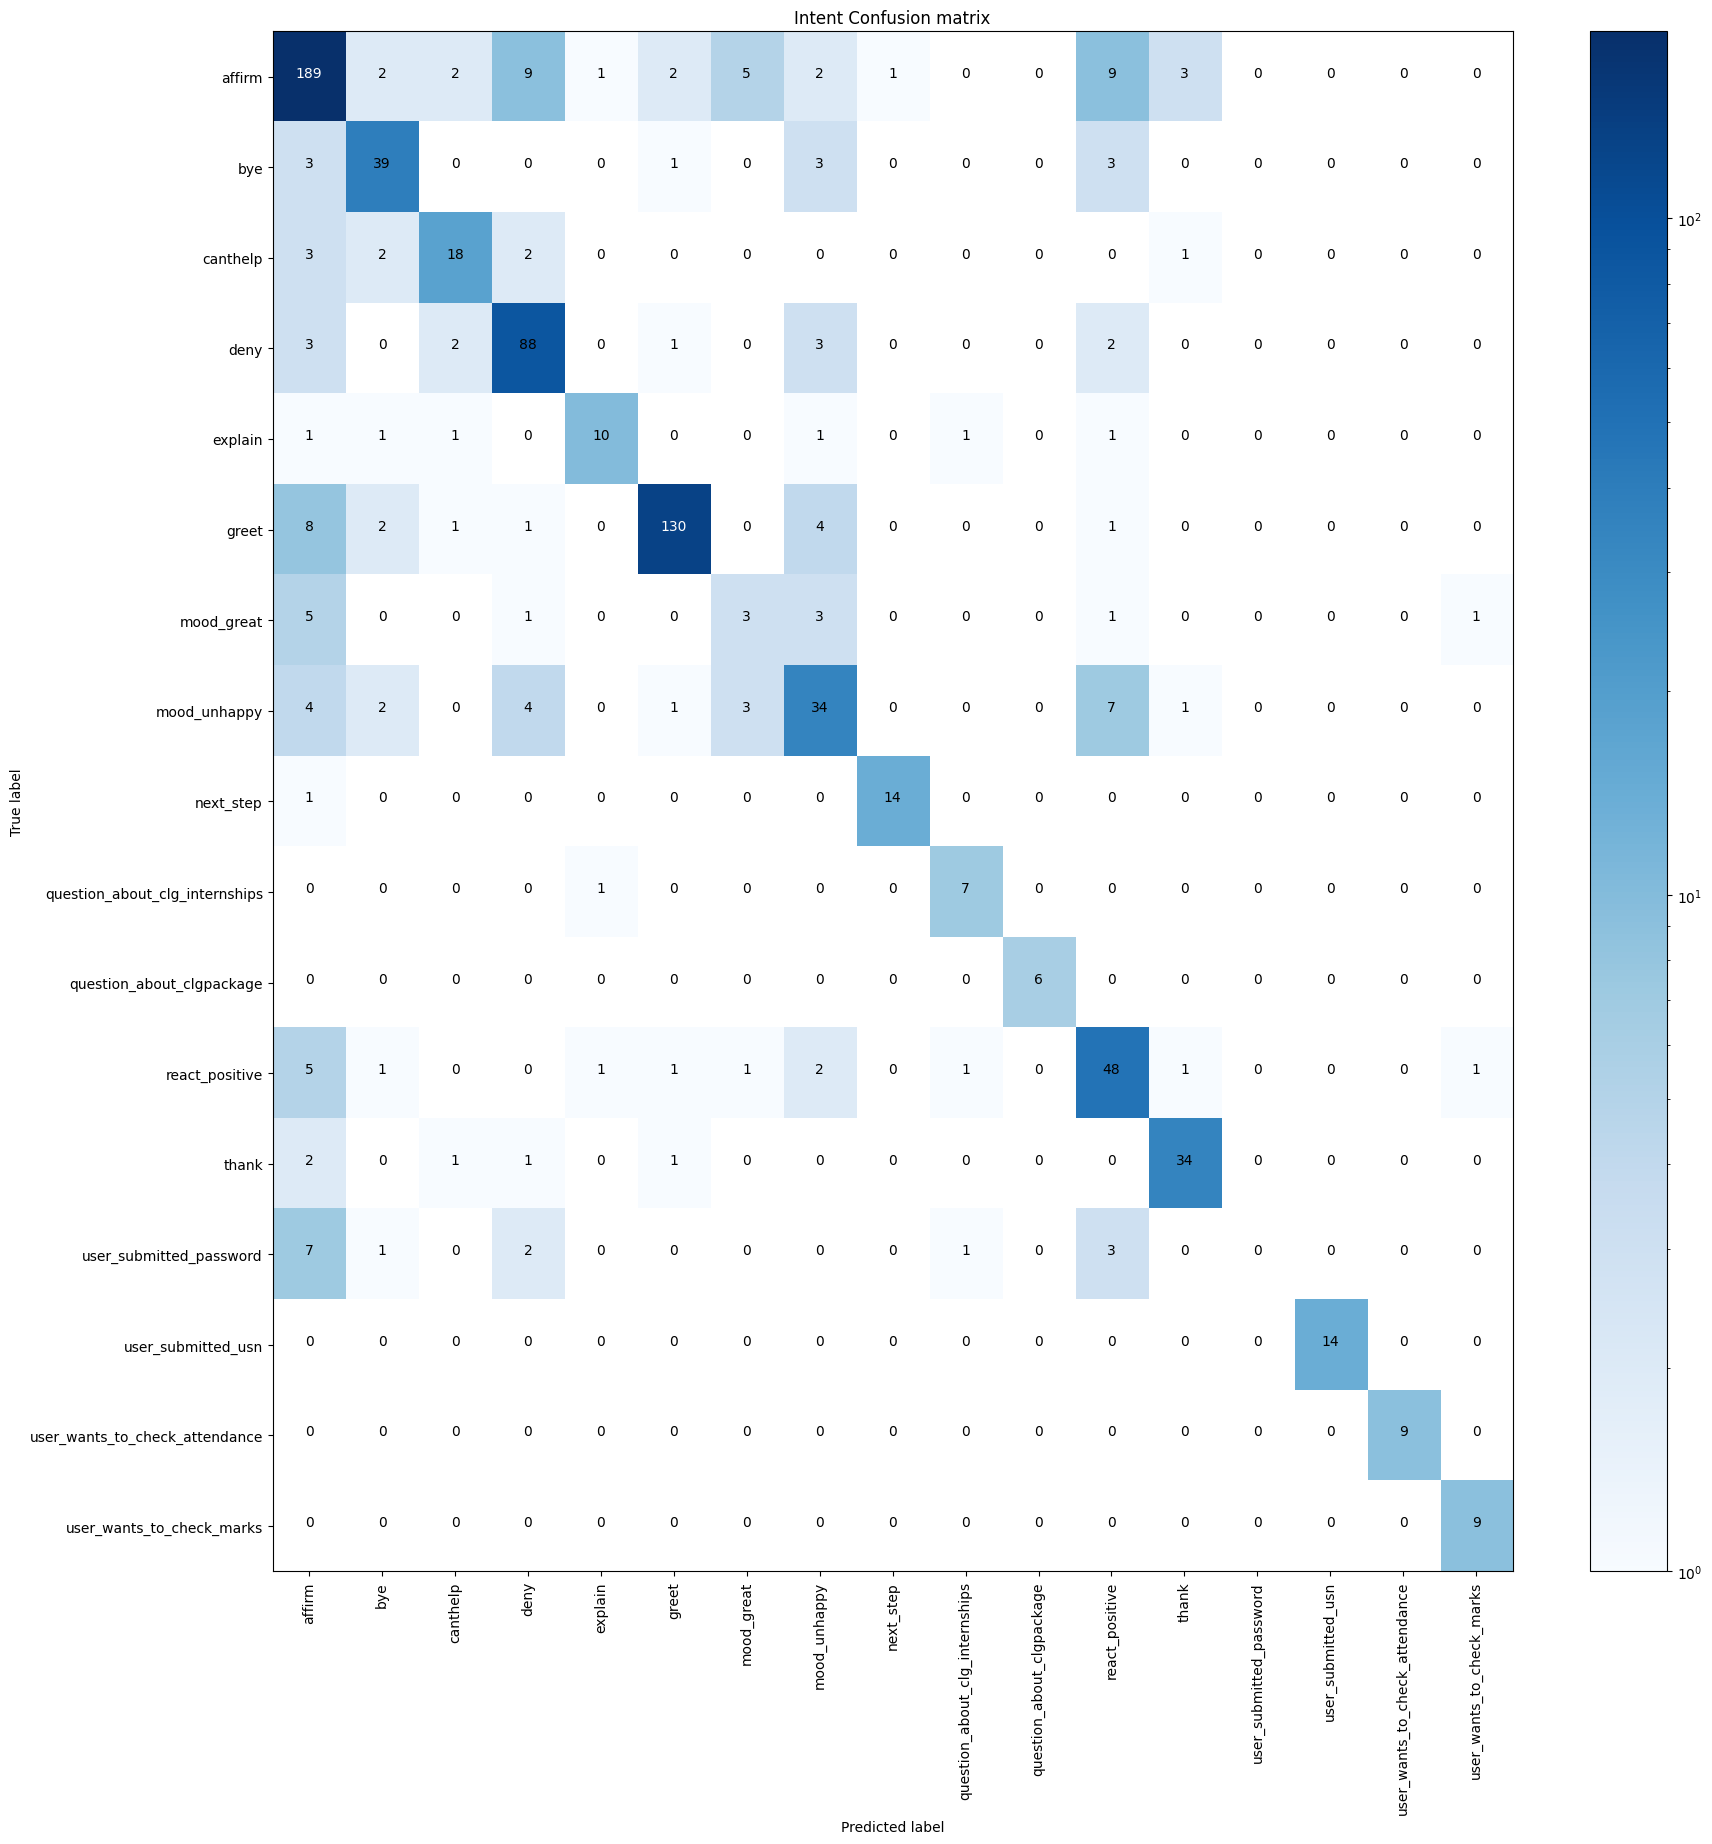 Intent Confusion matrix
affirm 189 2 2 9 1 2 5 2 1 0 0 9 3 0 0 0 0
bye 3 39 0 0 0 1 0 3 0 0 0 3 0 0 0 0 0
canthelp 3 2 18 2 0 0 0 0 0 0 0 0 1 0 0 0 0
deny 3 0 2 88 0 1 0 3 0 0 0 2 0 0 0 0 0
explain 1 1 1 0 10 0 0 1 0 1 0 1 0 0 0 0 0
greet 8 2 1 1 0 130 0 4 0 0 0 1 0 0 0 0 0
mood_great 5 0 0 1 0 0 3 3 0 0 0 1 0 0 0 0 1
mood_unhappy 4 2 0 4 0 1 3 34 0 0 0 7 1 0 0 0 0
next_step 1 0 0 0 0 0 0 0 14 0 0 0 0 0 0 0 0
question_about_clg_internships 0 0 0 0 1 0 0 0 0 7 0 0 0 0 0 0 0
question_about_clgpackage 0 0 0 0 0 0 0 0 0 0 6 0 0 0 0 0 0
react_positive 5 1 0 0 1 1 1 2 0 1 0 48 1 0 0 0 1
thank 2 0 1 1 0 1 0 0 0 0 0 0 34 0 0 0 0
user_submitted_password 7 1 0 2 0 0 0 0 0 1 0 3 0 0 0 0 0
user_submitted_usn 0 0 0 0 0 0 0 0 0 0 0 0 0 0 14 0 0
user_wants_to_check_attendance 0 0 0 0 0 0 0 0 0 0 0 0 0 0 0 9 0
user_wants_to_check_marks 0 0 0 0 0 0 0 0 0 0 0 0 0 0 0 0 9
True label
affirm
bye
canthelp
deny
explain
greet
mood_great
mood_unhappy
next_step
question_about_clg_internships
question_about_clgpackage
react_positive
thank
user_submitted_password
user_submitted_usn
user_wants_to_check_attendance
user_wants_to_check_marks
Predicted label
10²
10¹
10⁰